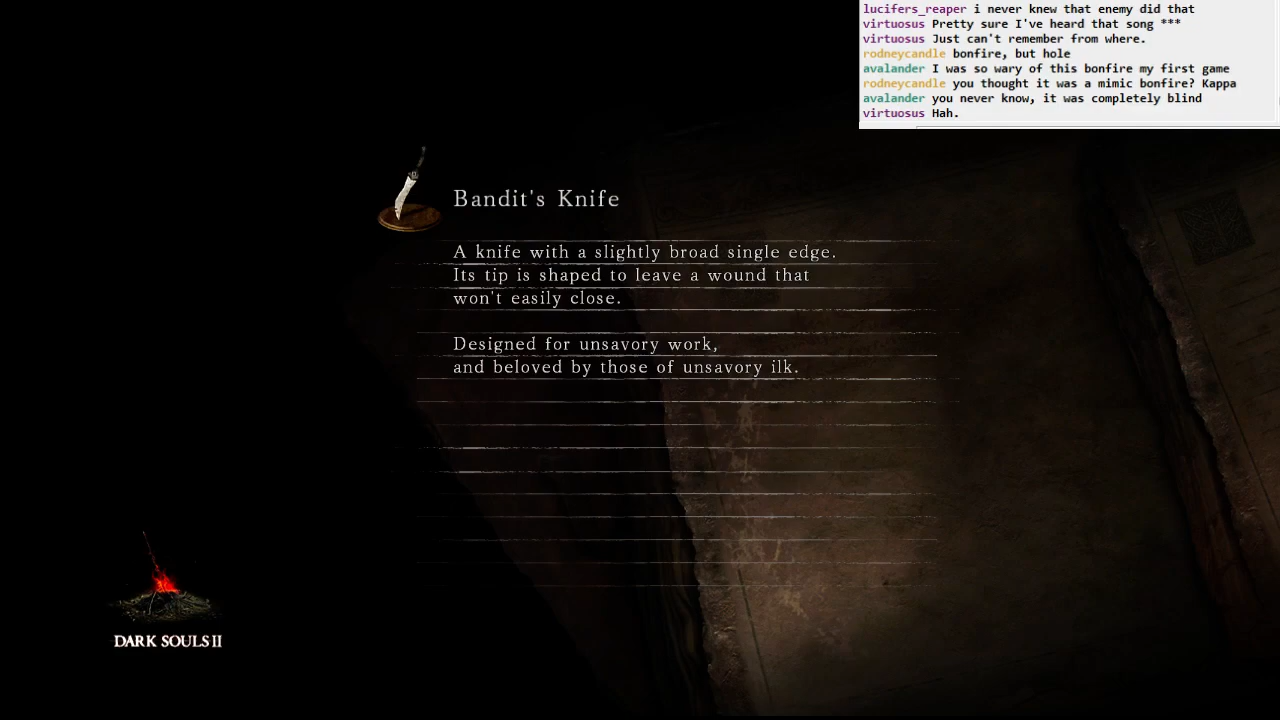 lucifers_reaper i never knew that enemy did that
virtuosus Pretty sure I've heard that song ***
virtuosus Just can't remember from where.
rodneycandle bonfire, but hole
avalander I was so wary of this bonfire my first game
rodneycandle you thought it was a mimic bonfire? Kappa
avalander you never know, it was completely blind
virtuosus Hah.
Bandit's Knife
A knife with a slightly broad single edge.
Its tip is shaped to leave a wound that
won't easily close.
Designed for unsavory work,
and beloved by those of unsavory ilk.
DARK SOULS II